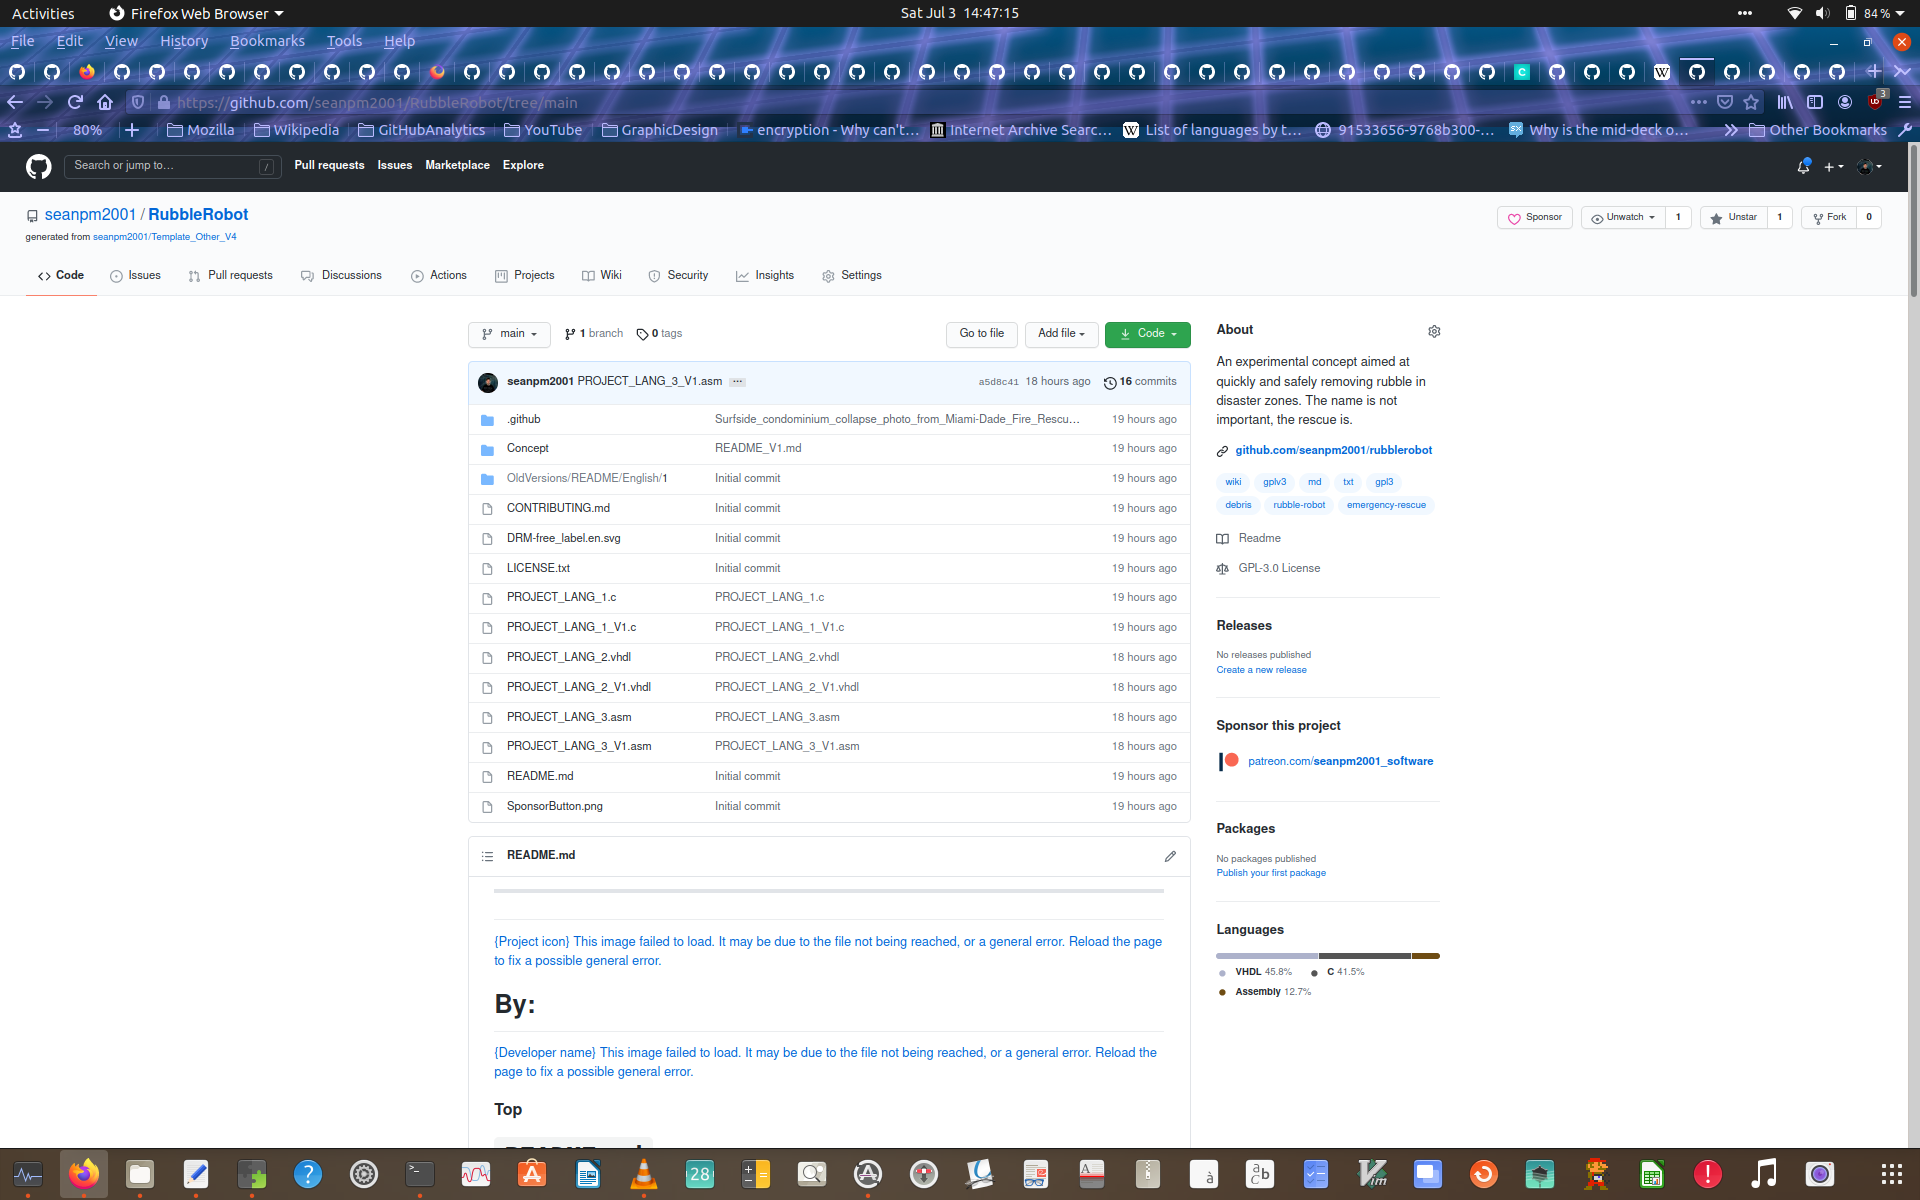 Activities
Firefox Web Browser
Sat Jul 3 14:47:15
84 %
File Edit View History Bookmarks Tools Help
https://github.com/seanpm2001/RubbleRobot/tree/main
3
80%
Mozilla
Wikipedia
GitHubAnalytics
YouTube
GraphicDesign
encryption - Why can't…
Internet Archive Searc…
List of languages by t…
91533656-9768b300-…
Why is the mid-deck o…
Other Bookmarks
Search or jump to…
/
Pull requests Issues Marketplace Explore
seanpm2001 / RubbleRobot
generated from seanpm2001/Template_Other_V4
Sponsor
Unwatch 1
Unstar 1
Fork 0
Code Issues Pull requests Discussions Actions Projects Wiki Security Insights Settings
main
1 branch
0 tags
Go to file
Add file
Code
seanpm2001 PROJECT_LANG_3_V1.asm
a5d8c41 18 hours ago
16 commits
.github Surfside_condominium_collapse_photo_from_Miami-Dade_Fire_Rescu… 19 hours ago
Concept README_V1.md 19 hours ago
OldVersions/README/English/1 Initial commit 19 hours ago
CONTRIBUTING.md Initial commit 19 hours ago
DRM-free_label.en.svg Initial commit 19 hours ago
LICENSE.txt Initial commit 19 hours ago
PROJECT_LANG_1.c PROJECT_LANG_1.c 19 hours ago
PROJECT_LANG_1_V1.c PROJECT_LANG_1_V1.c 19 hours ago
PROJECT_LANG_2.vhdl PROJECT_LANG_2.vhdl 18 hours ago
PROJECT_LANG_2_V1.vhdl PROJECT_LANG_2_V1.vhdl 18 hours ago
PROJECT_LANG_3.asm PROJECT_LANG_3.asm 18 hours ago
PROJECT_LANG_3_V1.asm PROJECT_LANG_3_V1.asm 18 hours ago
README.md Initial commit 19 hours ago
SponsorButton.png Initial commit 19 hours ago
README.md
{Project icon} This image failed to load. It may be due to the file not being reached, or a general error. Reload the page
to fix a possible general error.
By:
{Developer name} This image failed to load. It may be due to the file not being reached, or a general error. Reload the
page to fix a possible general error.
Top
About
An experimental concept aimed at
quickly and safely removing rubble in
disaster zones. The name is not
important, the rescue is.
github.com/seanpm2001/rubblerobot
wiki gplv3 md txt gpl3
debris rubble-robot emergency-rescue
Readme
GPL-3.0 License
Releases
No releases published
Create a new release
Sponsor this project
patreon.com/seanpm2001_software
Packages
No packages published
Publish your first package
Languages
VHDL 45.8% C 41.5%
Assembly 12.7%
28